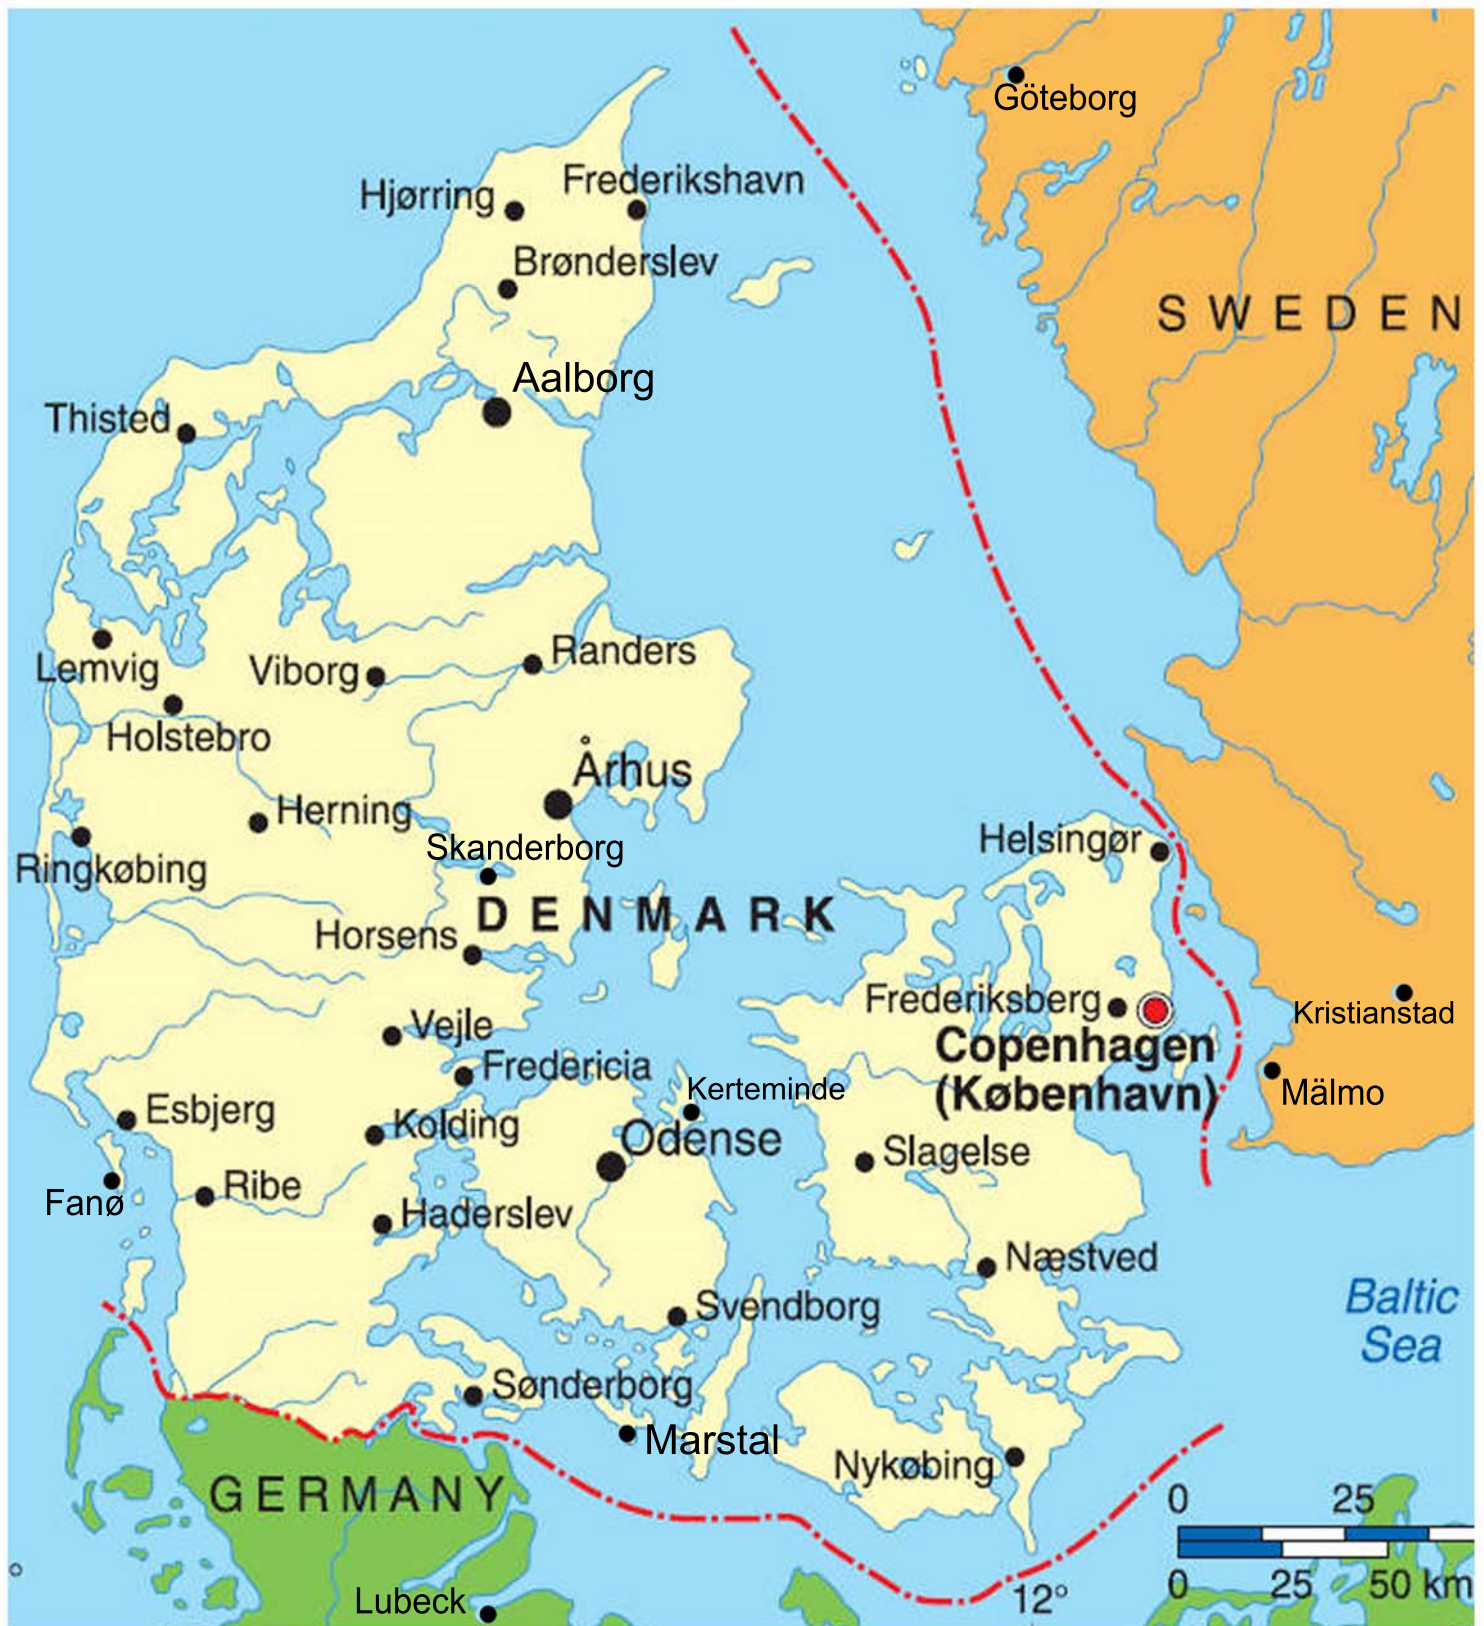 Göteborg
Hjørring
Frederikshavn
Brønderslev
SWEDEN
Aalborg
Thisted
Lemvig
Viborg
Randers
Holstebro
Århus
Herning
Ringkøbing
Skanderborg
Helsingør
DENMARK
Horsens
Frederiksberg
Kristianstad
Vejle
Copenhagen
(København)
Fredericia
Kerteminde
Mälmo
Esbjerg
Kolding
Odense
Slagelse
Fanø
Ribe
Haderslev
Næstved
Svendborg
Baltic
Sea
Sønderborg
Marstal
Nykøbing
GERMANY
0 25
0 25 50 km
12°
Lubeck